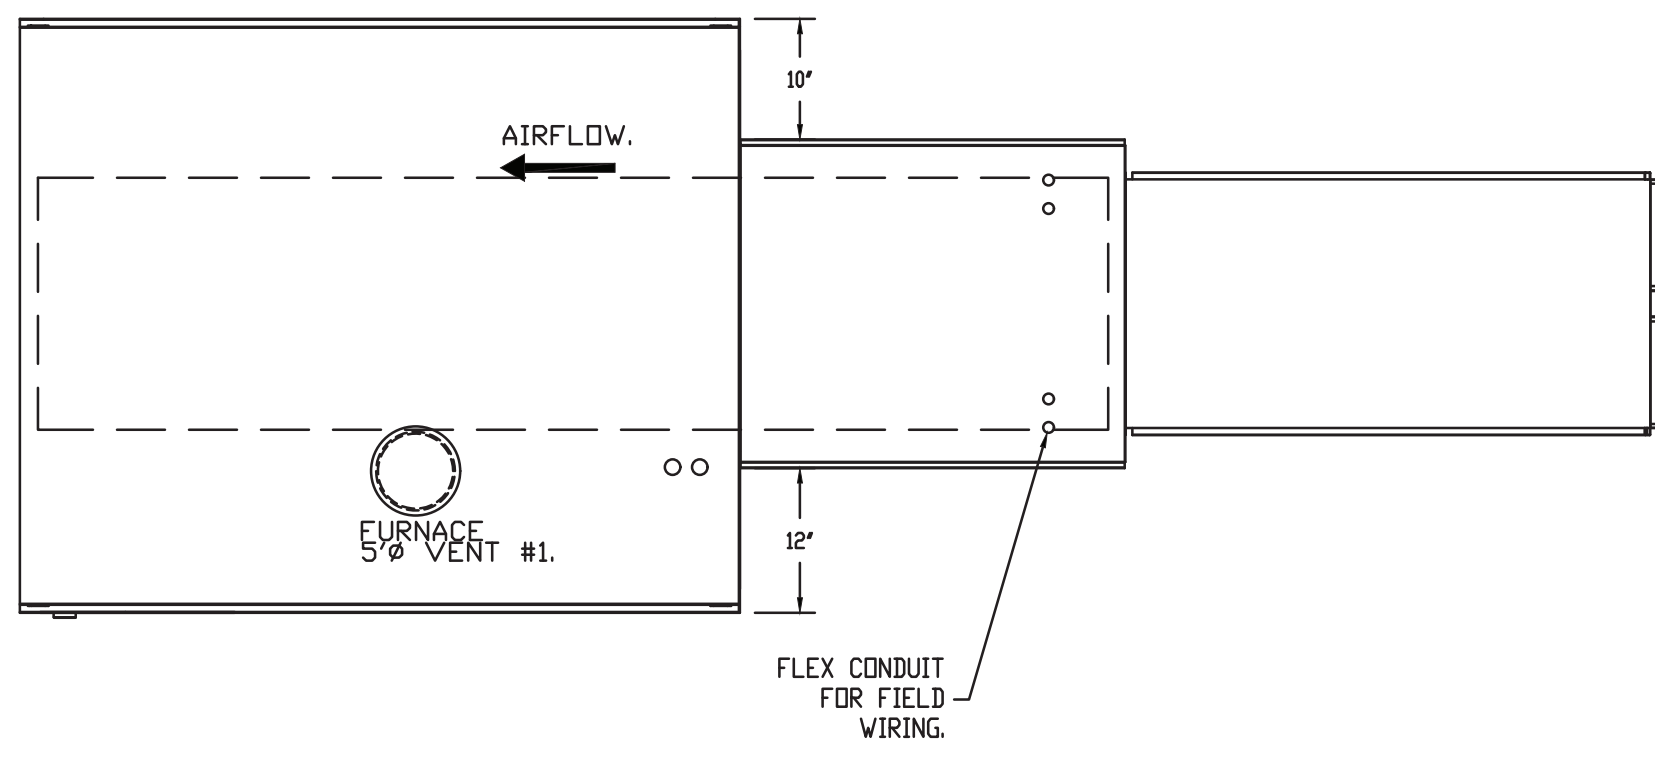 10"
AIRFLOW.
FURNACE
5'Ø VENT #1.
12"
FLEX CONDUIT
FOR FIELD
WIRING.